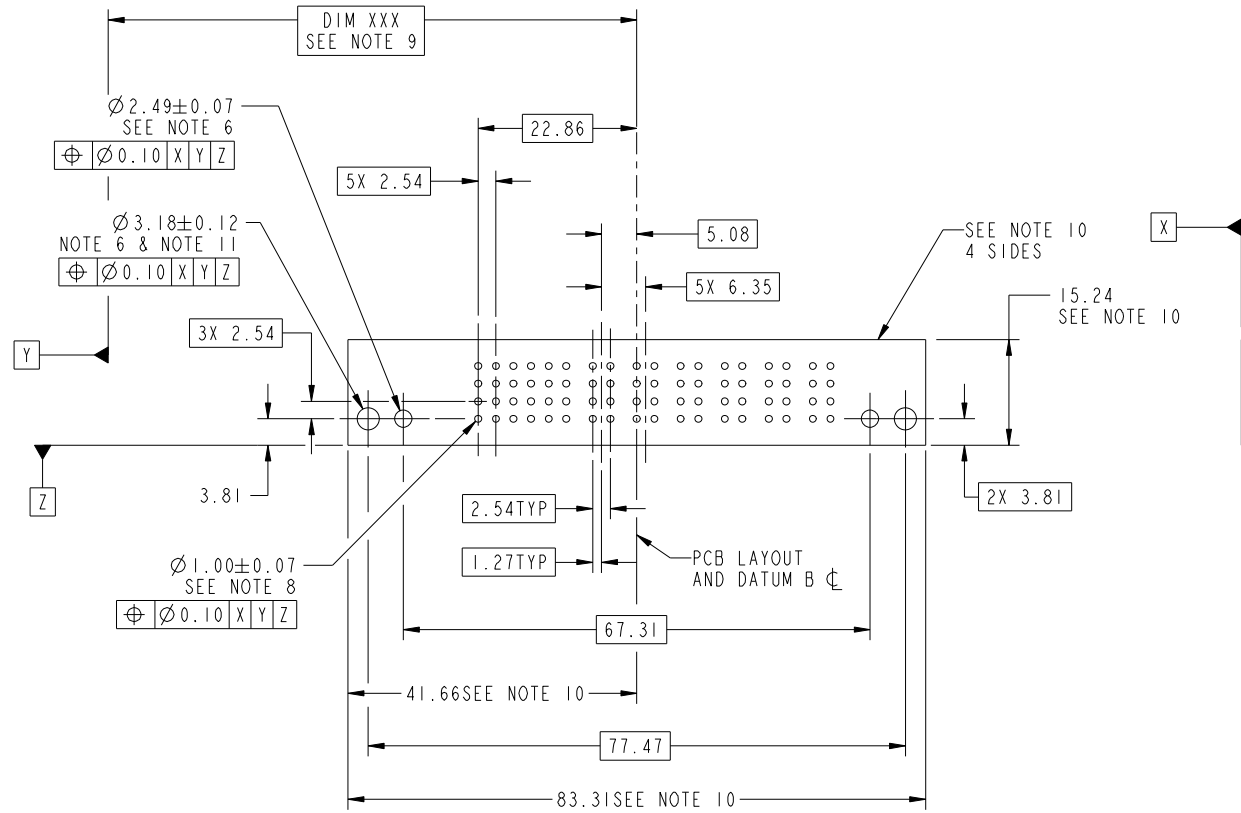 DIM XXX
SEE NOTE 9
Ø2.49±0.07
SEE NOTE 6
⌖ Ø0.10 X Y Z
22.86
5X 2.54
Ø3.18±0.12
NOTE 6 & NOTE 11
⌖ Ø0.10 X Y Z
5.08
SEE NOTE 10
4 SIDES
X
5X 6.35
15.24
SEE NOTE 10
3X 2.54
Y
Z
3.81
2X 3.81
2.54TYP
1.27TYP
PCB LAYOUT
AND DATUM B ℄
Ø1.00±0.07
SEE NOTE 8
⌖ Ø0.10 X Y Z
67.31
41.66SEE NOTE 10
77.47
83.31SEE NOTE 10